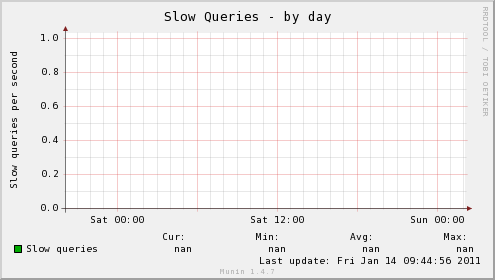 Slow Queries - by day
RRDTOOL / TOBI OETIKER
Slow queries per second
1.0
0.8
0.6
0.4
0.2
0.0
Sat 00:00 Sat 12:00 Sun 00:00
Cur: Min: Avg: Max:
Slow queries nan nan nan nan
Last update: Fri Jan 14 09:44:56 2011
Munin 1.4.7